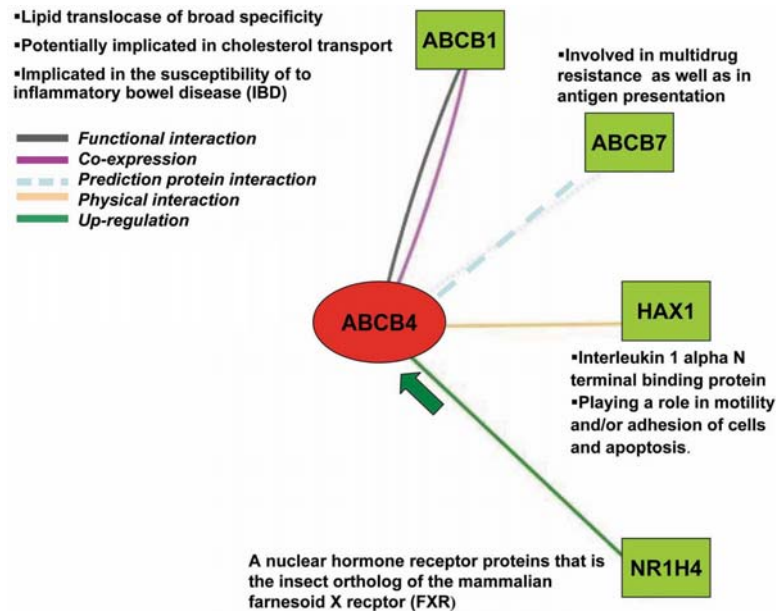 ▪Lipid translocase of broad specificity
▪Potentially implicated in cholesterol transport
▪Implicated in the susceptibility of to
inflammatory bowel disease (IBD)
ABCB1
▪Involved in multidrug
resistance as well as in
antigen presentation
ABCB7
Functional interaction
Co-expression
Prediction protein interaction
Physical interaction
Up-regulation
ABCB4
HAX1
▪Interleukin 1 alpha N
terminal binding protein
▪Playing a role in motility
and/or adhesion of cells
and apoptosis.
A nuclear hormone receptor proteins that is
the insect ortholog of the mammalian
farnesoid X recptor (FXR)
NR1H4